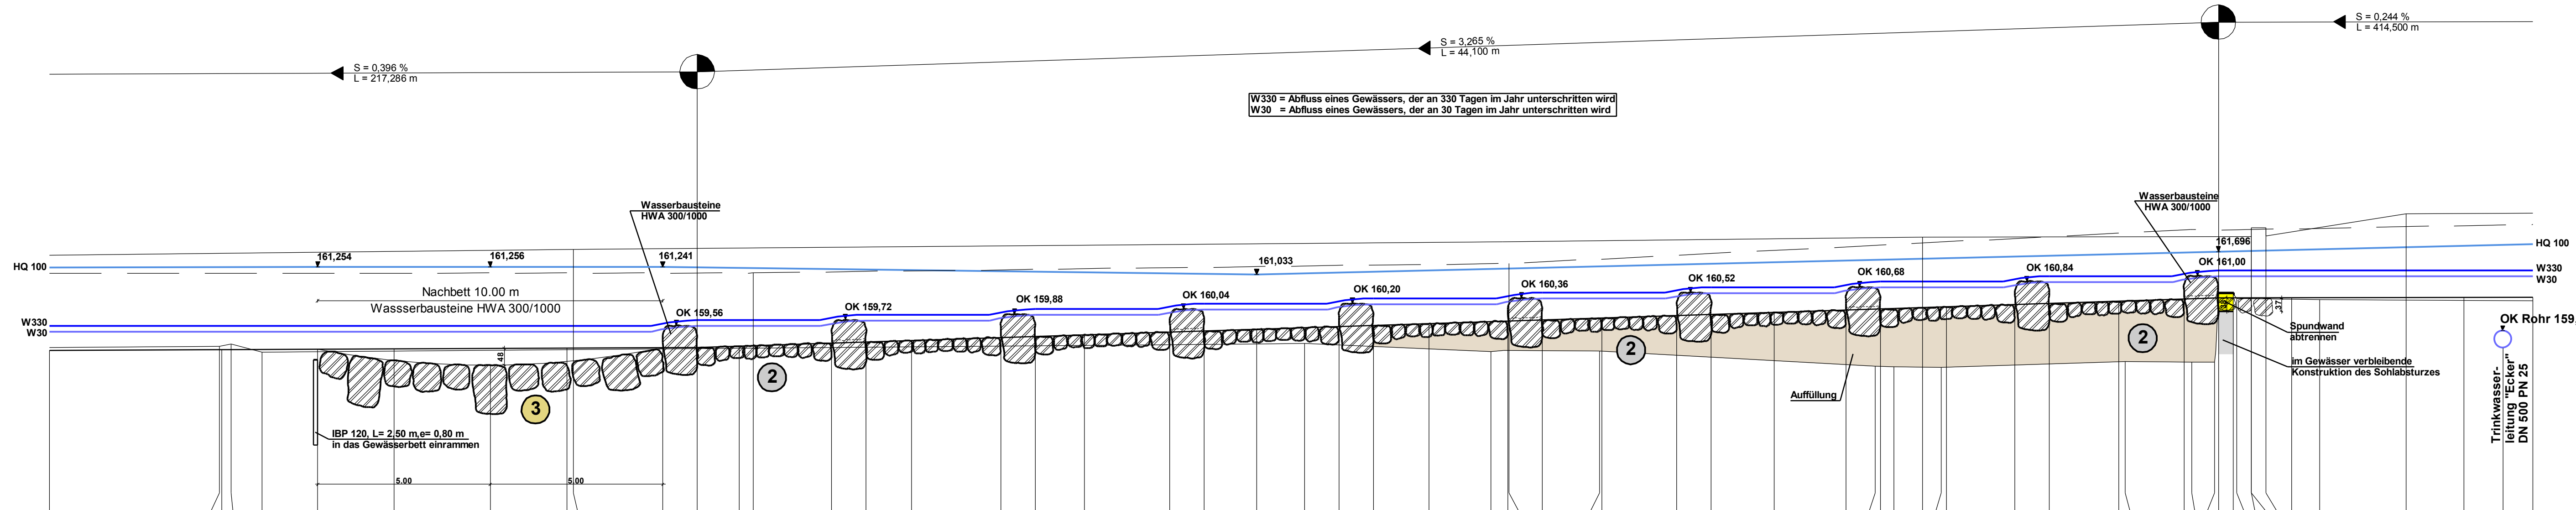 S = 0,244 %
L = 414,500 m
S = 3,265 %
L = 44,100 m
S = 0,396 %
L = 217,286 m
W330 = Abfluss eines Gewässers, der an 330 Tagen im Jahr unterschritten wird
W30 = Abfluss eines Gewässers, der an 30 Tagen im Jahr unterschritten wird
Wasserbausteine
HWA 300/1000
Wasserbausteine
HWA 300/1000
HQ 100
161,254
161,256
161,241
161,033
161,696
HQ 100
Nachbett 10.00 m
Wassserbausteine HWA 300/1000
W330
W30
OK 159,56
OK 159,72
OK 159,88
OK 160,04
OK 160,20
OK 160,36
OK 160,52
OK 160,68
OK 160,84
OK 161,00
W330
W30
37
48
OK Rohr 159.
Spundwand
abtrennen
im Gewässer verbleibende
Konstruktion des Sohlabsturzes
2
2
2
3
Auffüllung
IBP 120, L= 2,50 m,e= 0,80 m
in das Gewässerbett einrammen
5.00
5.00
Trinkwasser-
leitung "Ecker"
DN 500 PN 25